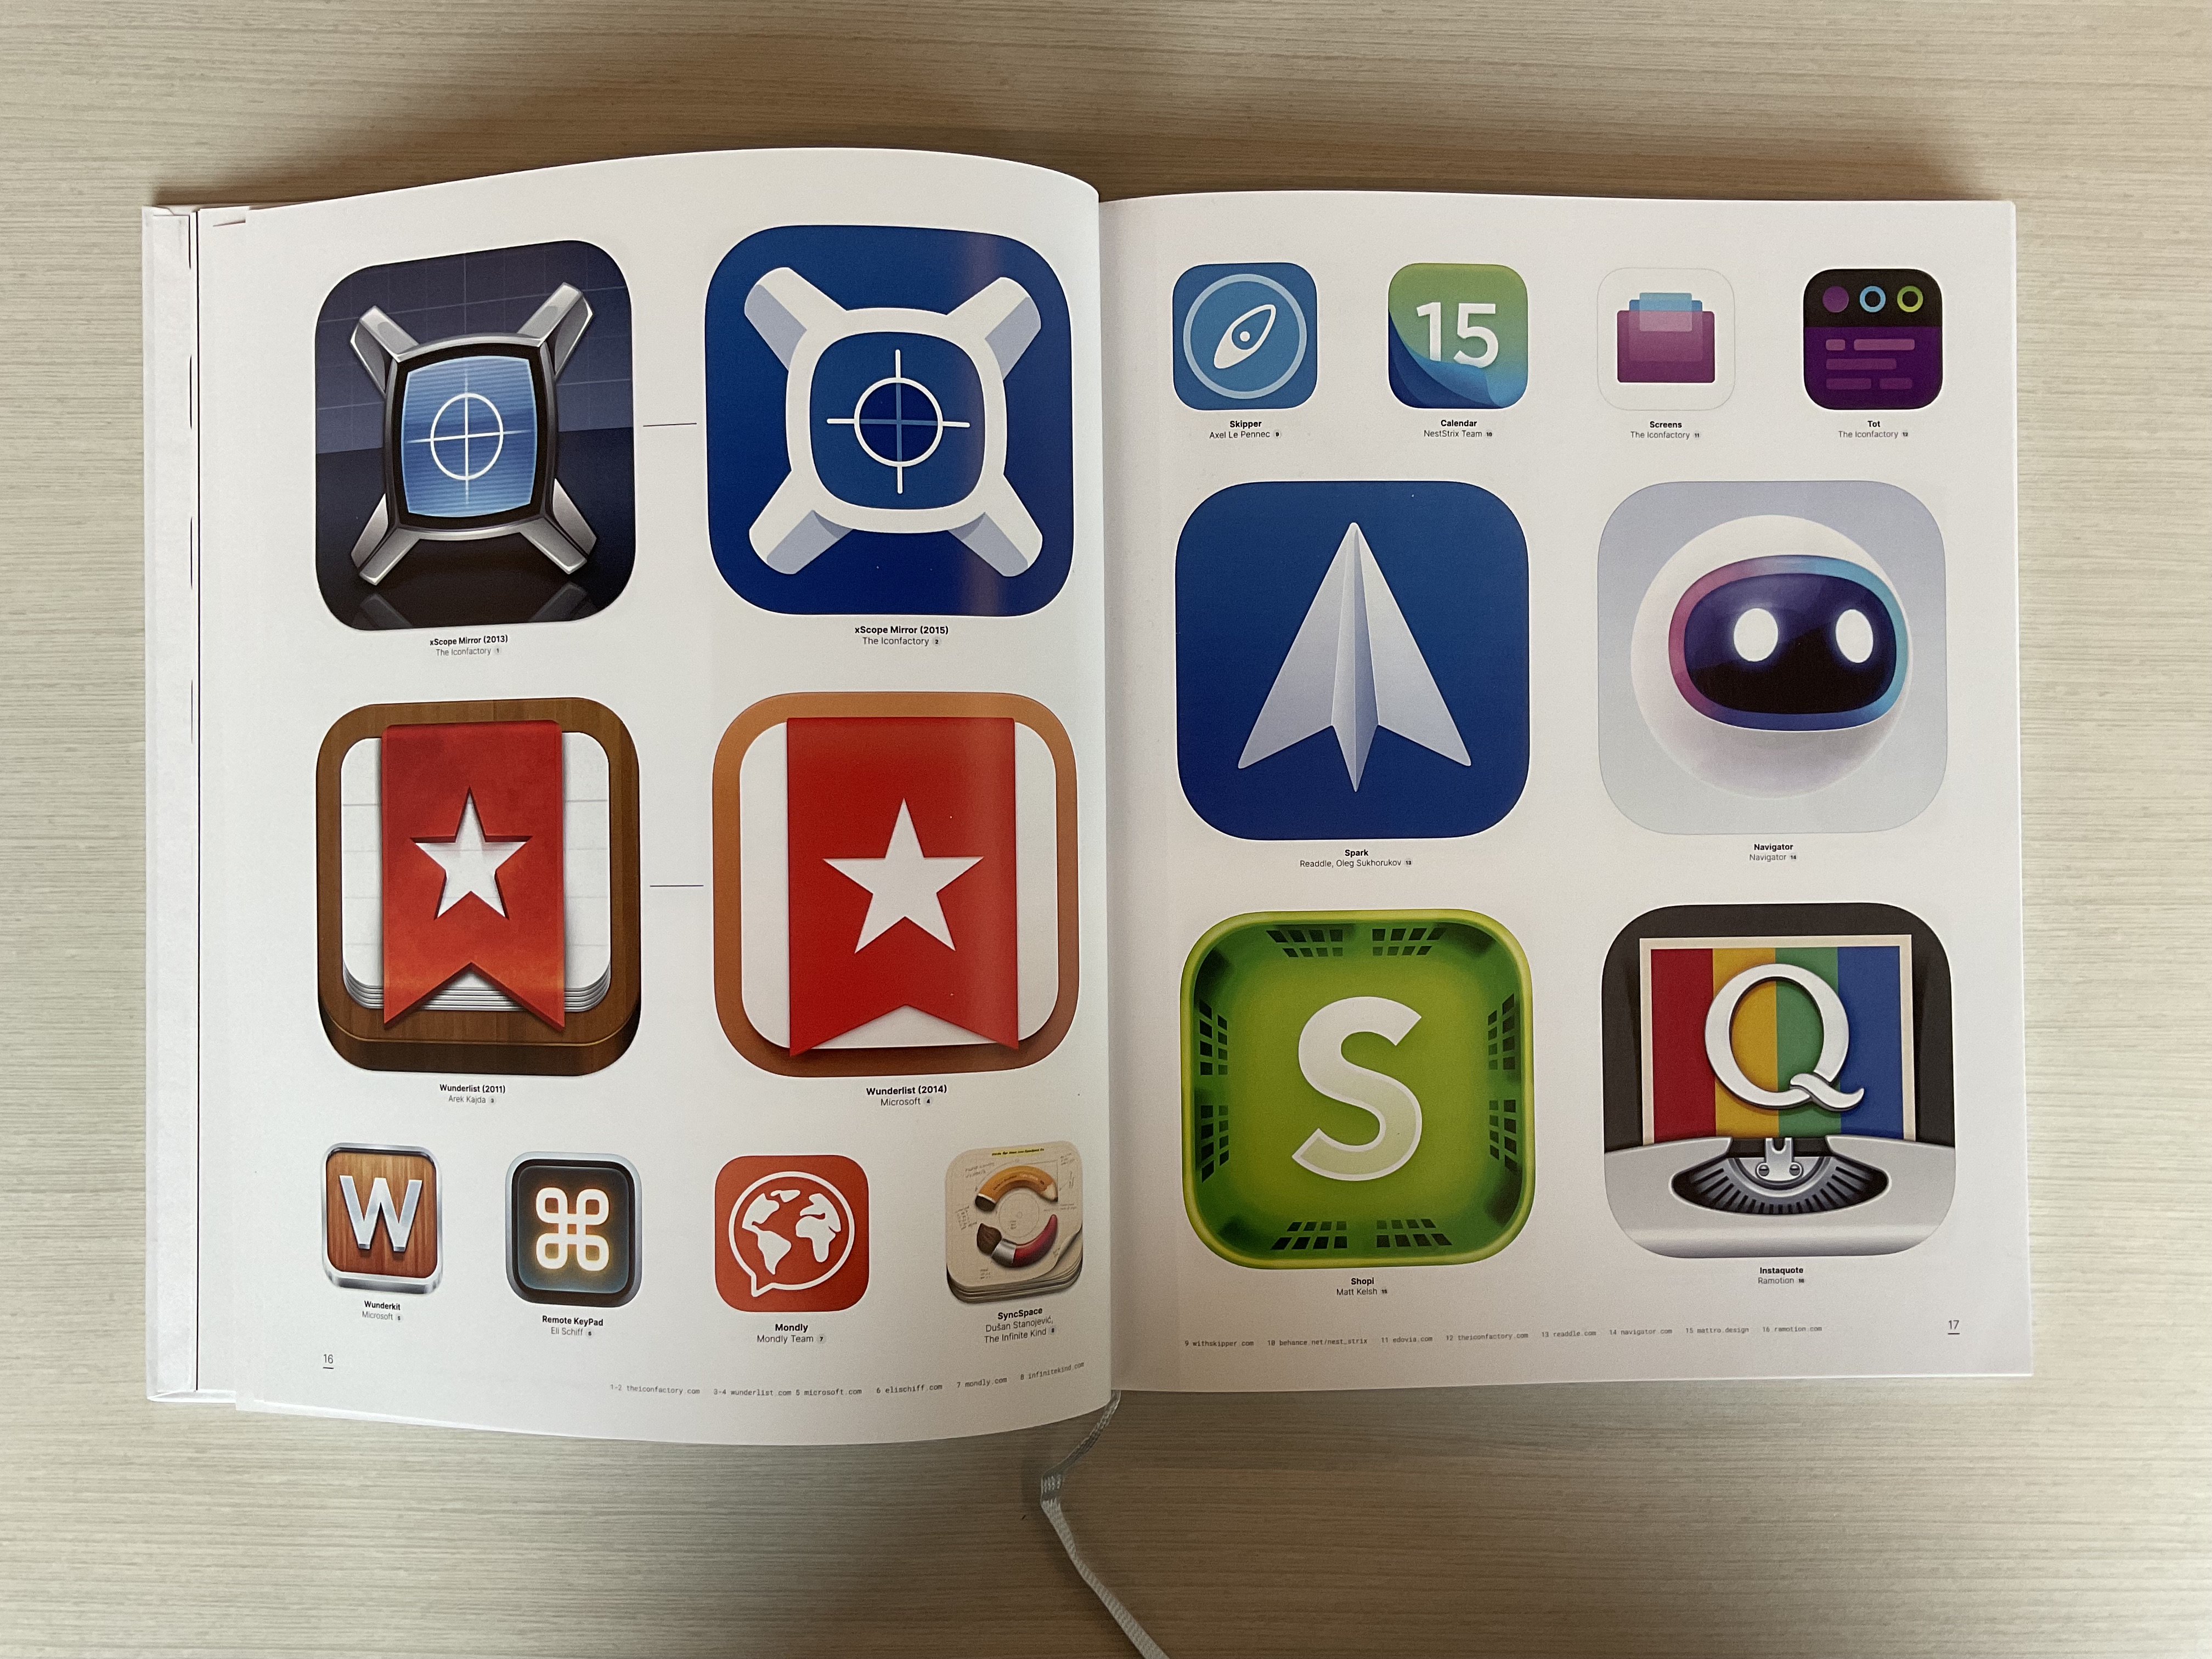 xScope Mirror (2013)
The Iconfactory 1
xScope Mirror (2015)
The Iconfactory 2
Wunderlist (2011)
Arek Kajda 3
Wunderlist (2014)
Microsoft 4
W
Wunderkit
Microsoft 5
Remote KeyPad
Eli Schiff 6
Mondly
Mondly Team 7
SyncSpace
Dušan Stanojević,
The Infinite Kind 8
16
1-2 theiconfactory.com 3-4 wunderlist.com 5 microsoft.com 6 elischiff.com 7 mondly.com 8 infinitekind.com
Skipper
Axel Le Pennec 9
15
Calendar
NestStrix Team 10
Screens
The Iconfactory 11
Tot
The Iconfactory 12
Spark
Readdle, Oleg Sukhorukov 13
Navigator
Navigator 14
S
Shopi
Matt Kelsh 15
Q
Instaquote
Ramotion 16
9 withskipper.com 10 behance.net/nest_strix 11 edovia.com 12 theiconfactory.com 13 readdle.com 14 navigator.com 15 mattro.design 16 ramotion.com
17